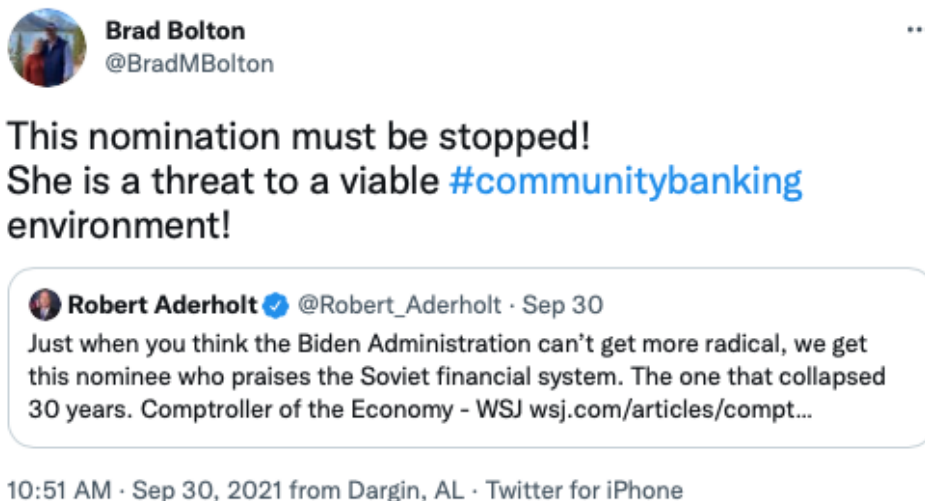 Brad Bolton
@BradMBolton
This nomination must be stopped!
She is a threat to a viable #communitybanking
environment!
Robert Aderholt @Robert_Aderholt · Sep 30
Just when you think the Biden Administration can’t get more radical, we get
this nominee who praises the Soviet financial system. The one that collapsed
30 years. Comptroller of the Economy - WSJ wsj.com/articles/compt...
10:51 AM · Sep 30, 2021 from Dargin, AL · Twitter for iPhone